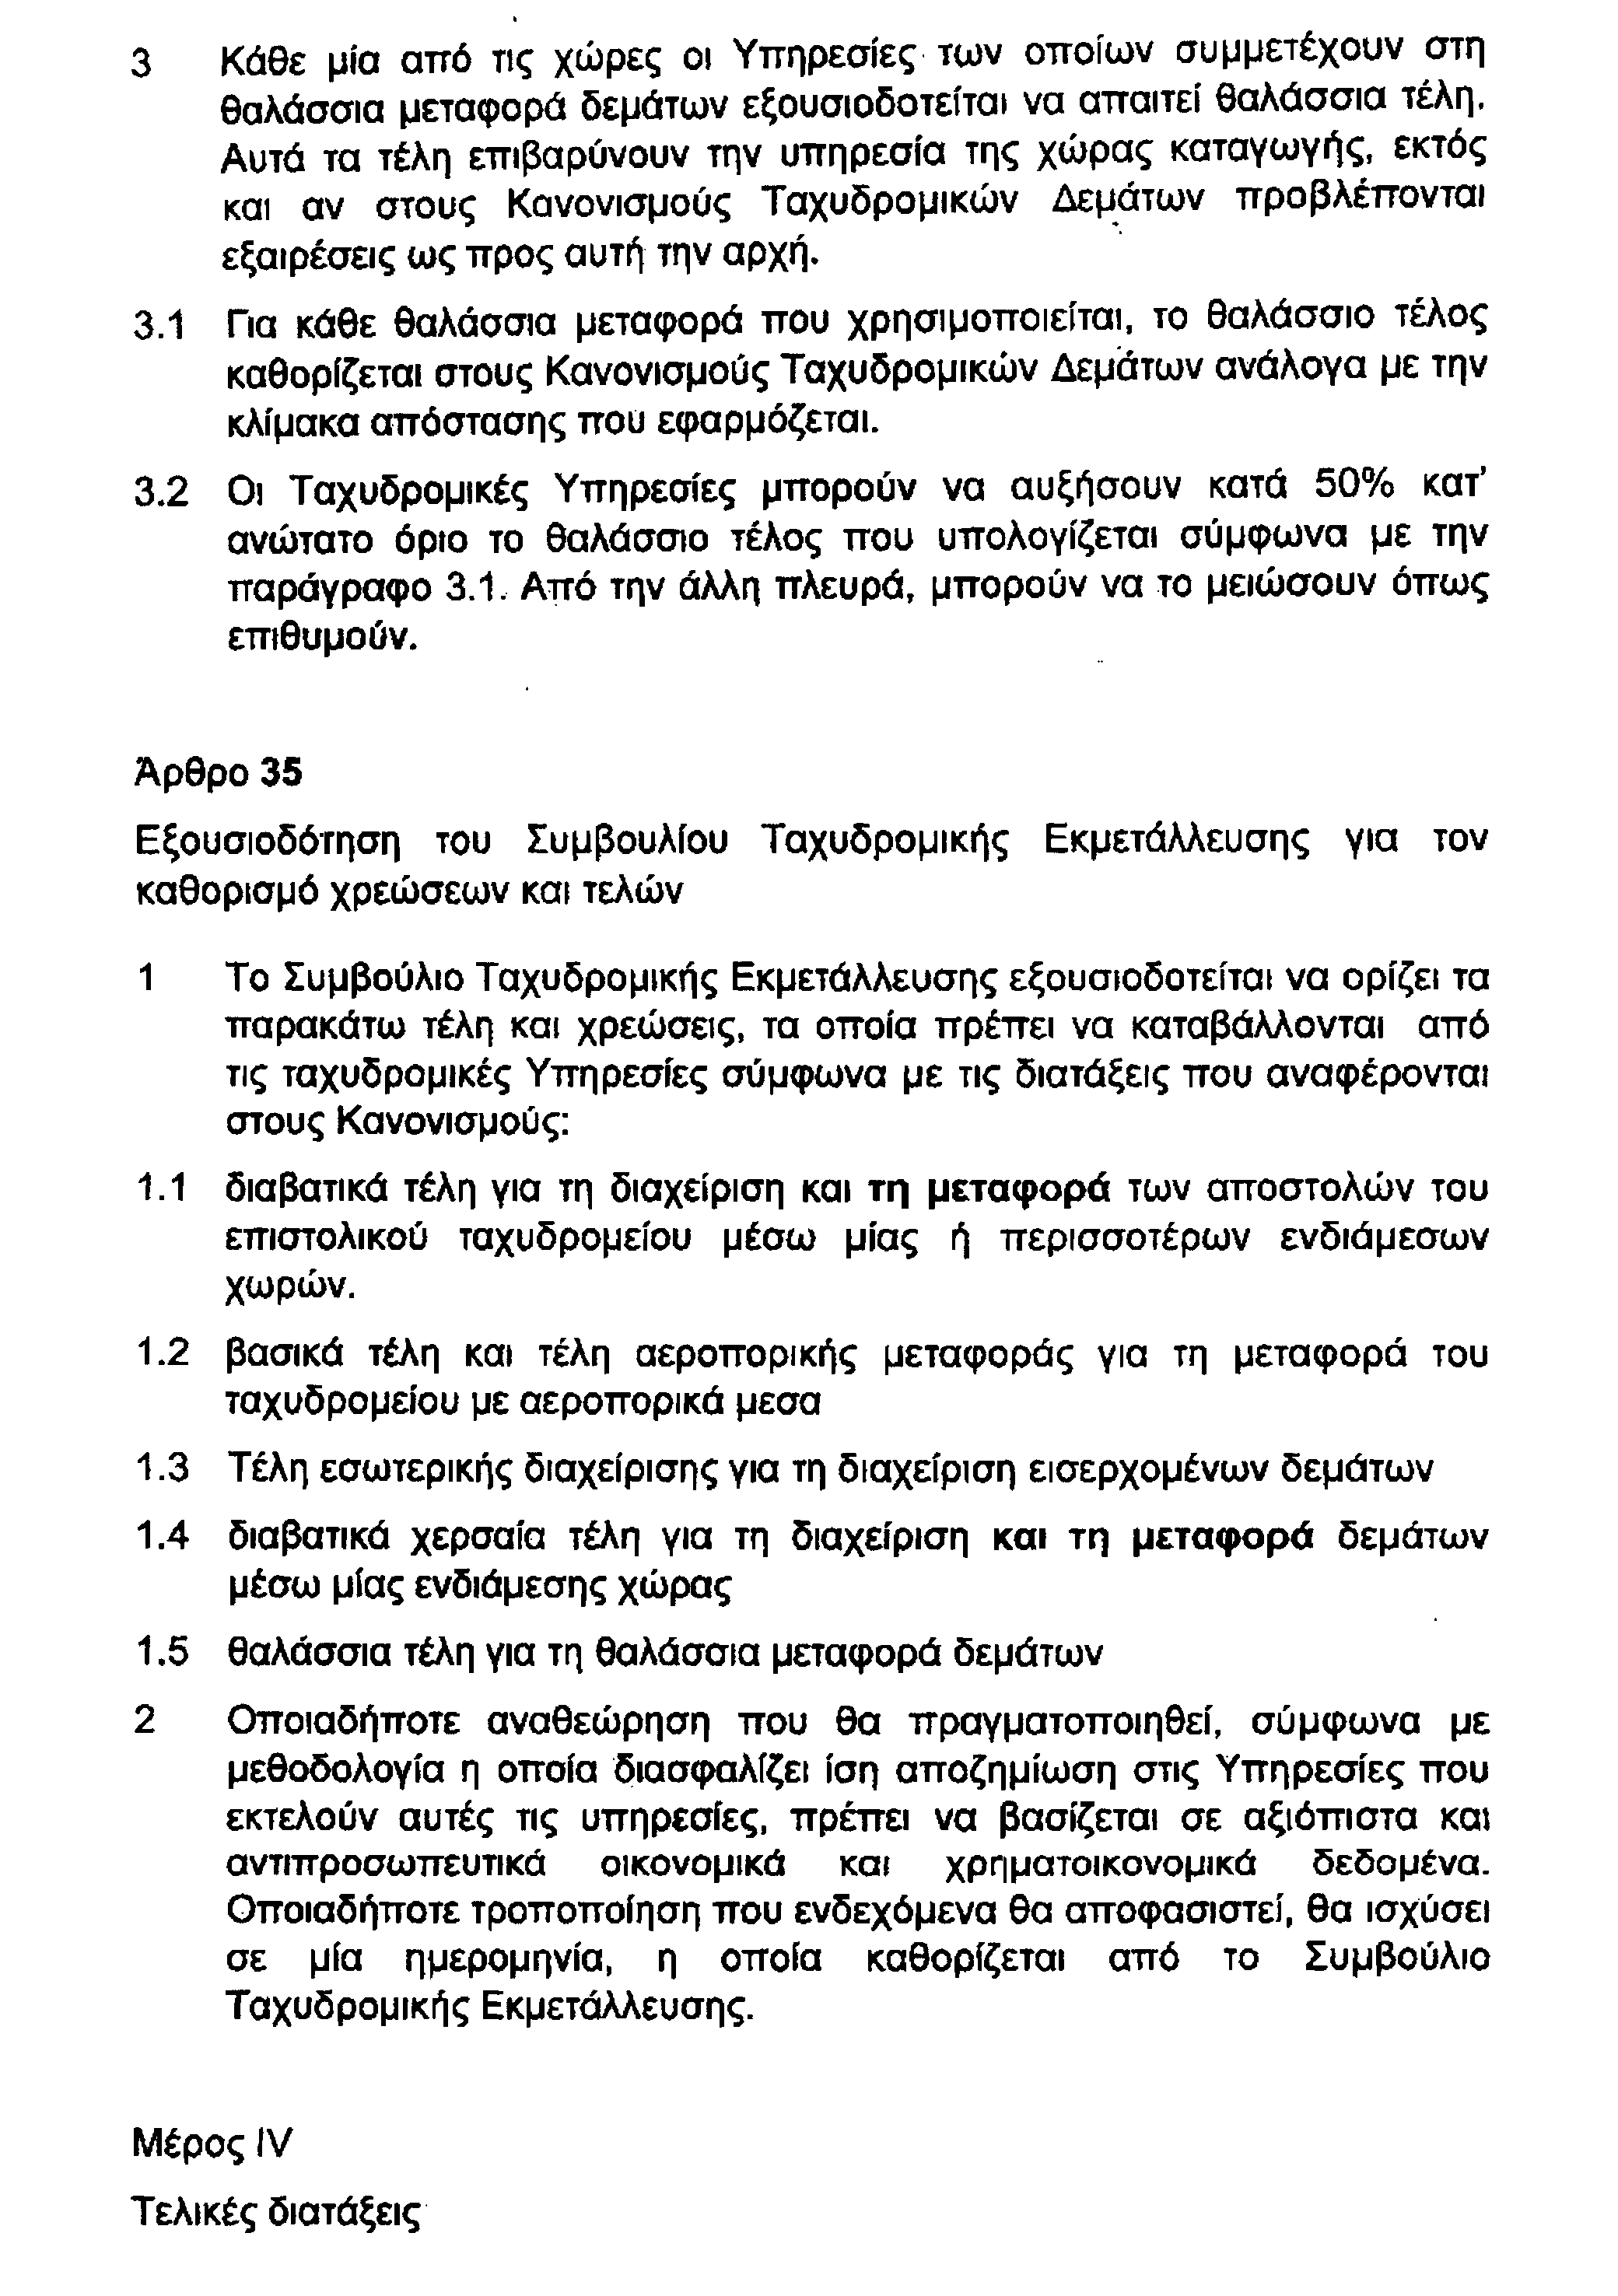 3 Κάθε μία από τις χώρες οι Υπηρεσίες των οποίων συμμετέχουν στη
θαλάσσια μεταφορά δεμάτων εξουσιοδοτείται να απαιτεί θαλάσσια τέλη.
Αυτά τα τέλη επιβαρύνουν την υπηρεσία της χώρας καταγωγής, εκτός
και αν στους Κανονισμούς Ταχυδρομικών Δεμάτων προβλέπονται
εξαιρέσεις ως προς αυτή την αρχή.
3.1 Για κάθε θαλάσσια μεταφορά που χρησιμοποιείται, το θαλάσσιο τέλος
καθορίζεται στους Κανονισμούς Ταχυδρομικών Δεμάτων ανάλογα με την
κλίμακα απόστασης που εφαρμόζεται.
3.2 Οι Ταχυδρομικές Υπηρεσίες μπορούν να αυξήσουν κατά 50% κατ'
ανώτατο όριο το θαλάσσιο τέλος που υπολογίζεται σύμφωνα με την
παράγραφο 3.1. Από την άλλη πλευρά, μπορούν να το μειώσουν όπως
επιθυμούν.
Άρθρο 35
Εξουσιοδότηση του Συμβουλίου Ταχυδρομικής Εκμετάλλευσης για τον
καθορισμό χρεώσεων και τελών
1 Το Συμβούλιο Ταχυδρομικής Εκμετάλλευσης εξουσιοδοτείται να ορίζει τα
παρακάτω τέλη και χρεώσεις, τα οποία πρέπει να καταβάλλονται από
τις ταχυδρομικές Υπηρεσίες σύμφωνα με τις διατάξεις που αναφέρονται
στους Κανονισμούς:
1.1 διαβατικά τέλη για τη διαχείριση και τη μεταφορά των αποστολών του
επιστολικού ταχυδρομείου μέσω μίας ή περισσοτέρων ενδιάμεσων
χωρών.
1.2 βασικά τέλη και τέλη αεροπορικής μεταφοράς για τη μεταφορά του
ταχυδρομείου με αεροπορικά μεσα
1.3 Τέλη εσωτερικής διαχείρισης για τη διαχείριση εισερχομένων δεμάτων
1.4 διαβατικά χερσαία τέλη για τη διαχείριση και τη μεταφορά δεμάτων
μέσω μίας ενδιάμεσης χώρας
1.5 θαλάσσια τέλη για τη θαλάσσια μεταφορά δεμάτων
2 Οποιαδήποτε αναθεώρηση που θα πραγματοποιηθεί, σύμφωνα με
μεθοδολογία η οποία διασφαλίζει ίση αποζημίωση στις Υπηρεσίες που
εκτελούν αυτές τις υπηρεσίες, πρέπει να βασίζεται σε αξιόπιστα και
αντιπροσωπευτικά οικονομικά και χρηματοικονομικά δεδομένα.
Οποιαδήποτε τροποποίηση που ενδεχόμενα θα αποφασιστεί, θα ισχύσει
σε μία ημερομηνία, η οποία καθορίζεται από το Συμβούλιο
Ταχυδρομικής Εκμετάλλευσης.
Μέρος IV
Τελικές διατάξεις